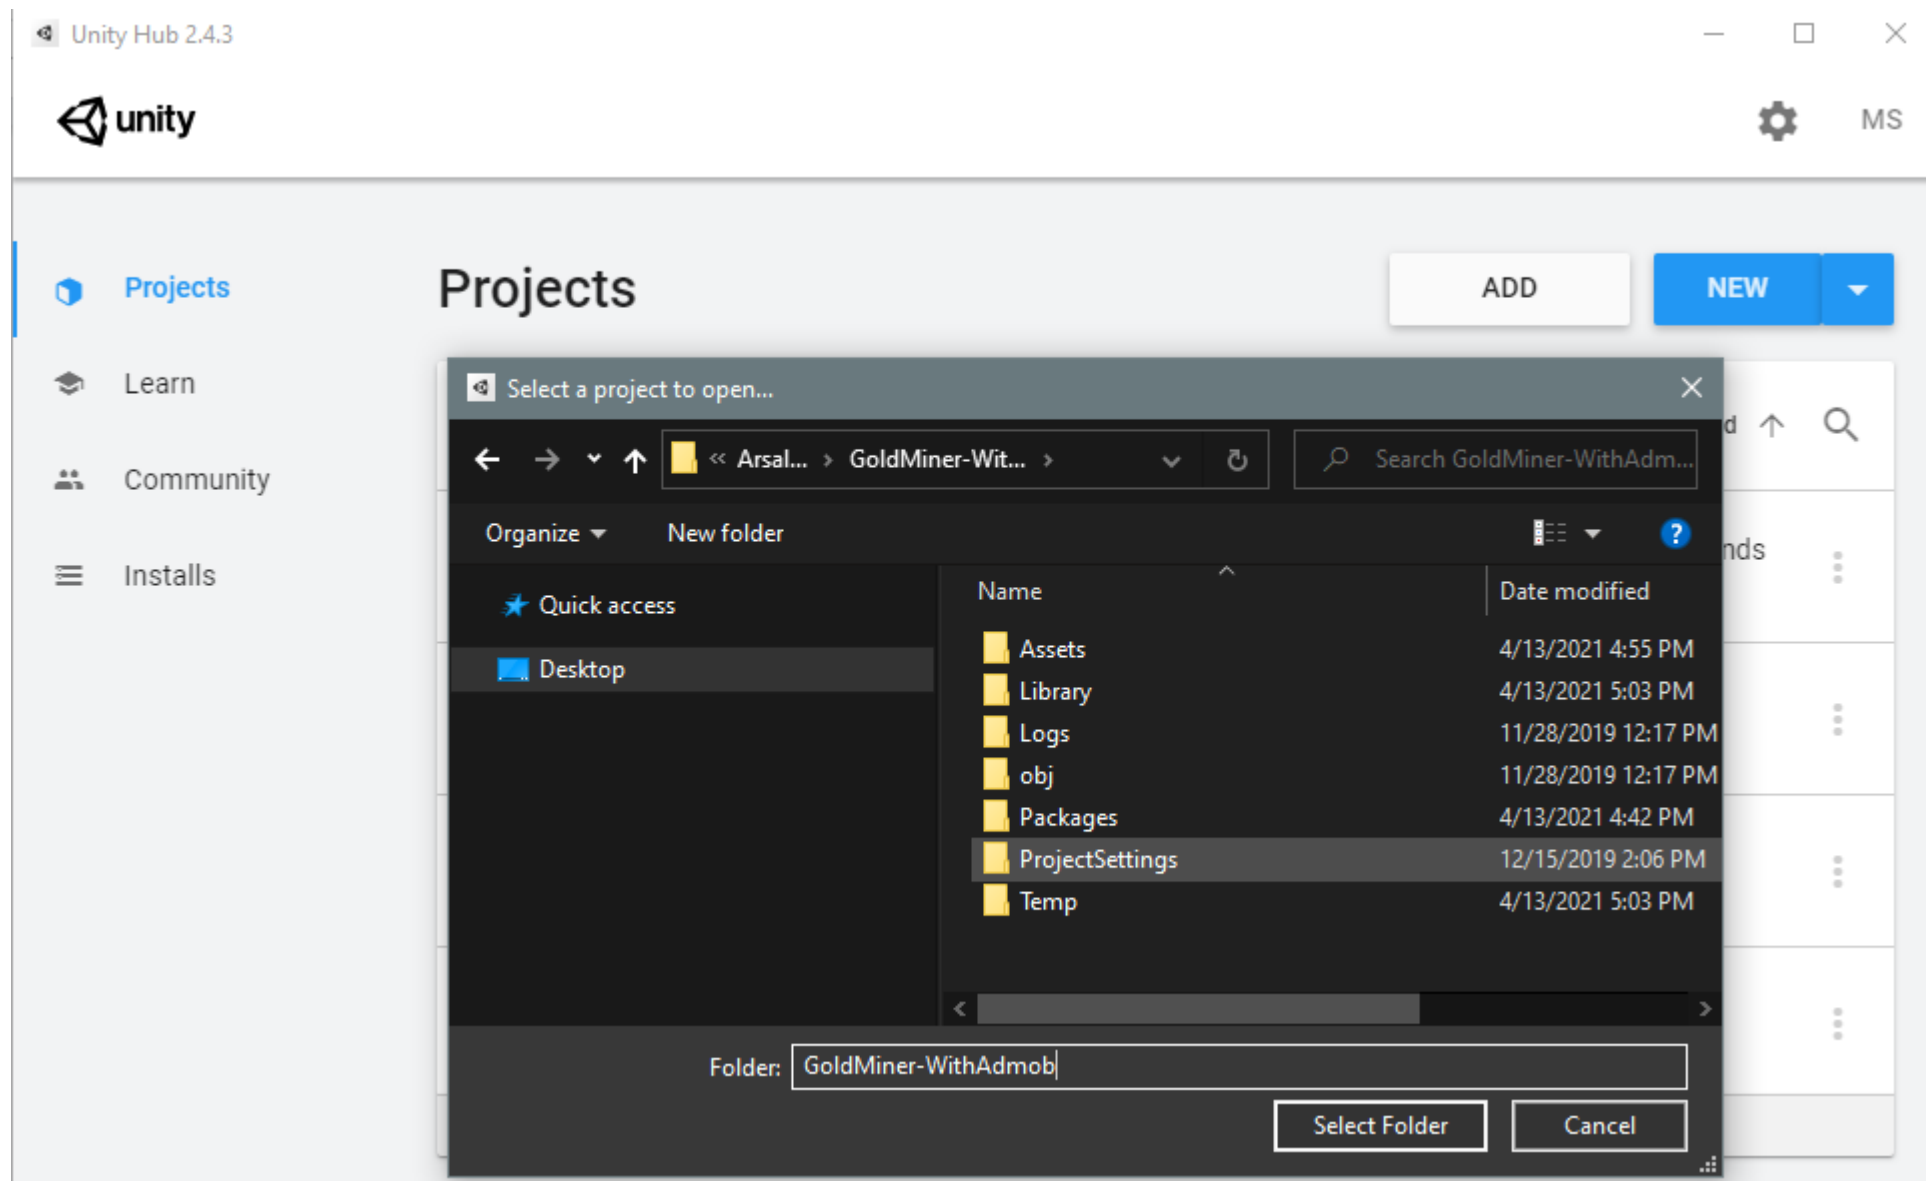 Unity Hub 2.4.3
unity
MS
Projects
Learn
Community
Installs
Projects
ADD
NEW
d
nds
Select a project to open...
« Arsal... › GoldMiner-Wit... ›
Search GoldMiner-WithAdm...
Organize
New folder
?
Quick access
Desktop
Name Date modified
Assets 4/13/2021 4:55 PM
Library 4/13/2021 5:03 PM
Logs 11/28/2019 12:17 PM
obj 11/28/2019 12:17 PM
Packages 4/13/2021 4:42 PM
ProjectSettings 12/15/2019 2:06 PM
Temp 4/13/2021 5:03 PM
Folder: GoldMiner-WithAdmob
Select Folder
Cancel